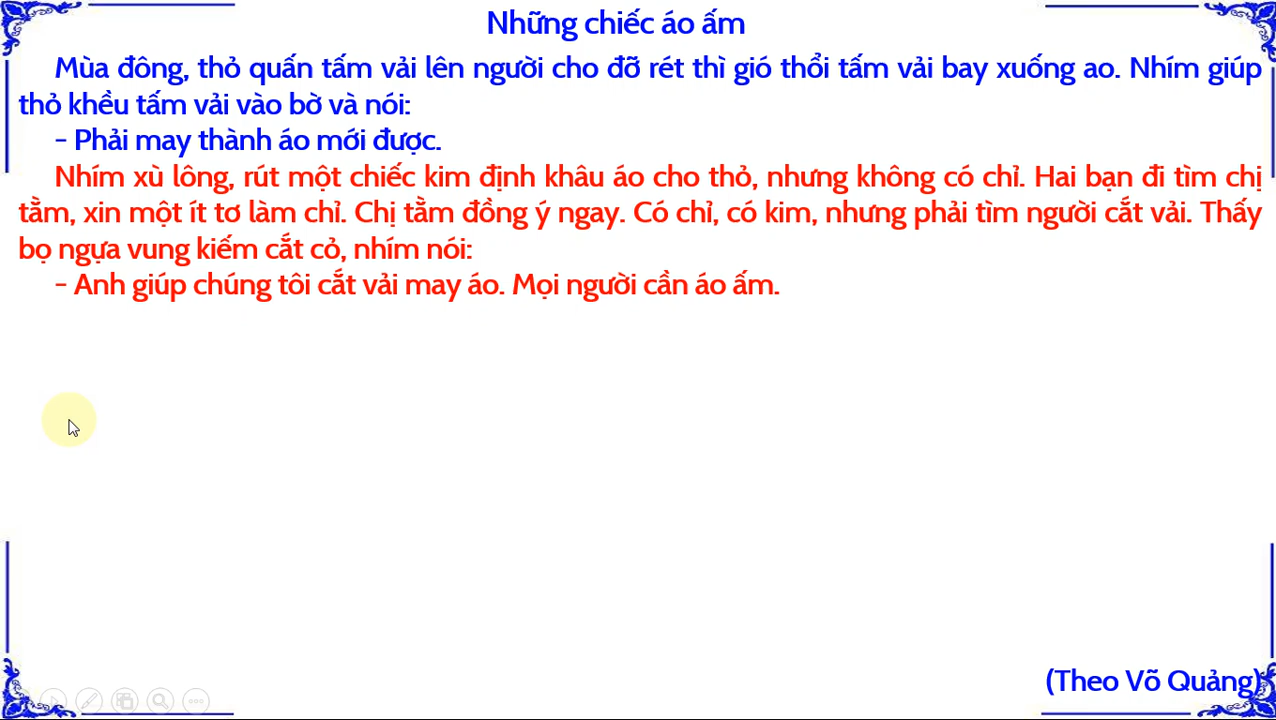 Những chiếc áo ấm
Mùa đông, thỏ quấn tấm vải lên người cho đỡ rét thì gió thổi tấm vải bay xuống ao. Nhím giúp
thỏ khều tấm vải vào bờ và nói:
- Phải may thành áo mới được.
Nhím xù lông, rút một chiếc kim định khâu áo cho thỏ, nhưng không có chỉ. Hai bạn đi tìm chị
tằm, xin một ít tơ làm chỉ. Chị tằm đồng ý ngay. Có chỉ, có kim, nhưng phải tìm người cắt vải. Thấy
bọ ngựa vung kiếm cắt cỏ, nhím nói:
- Anh giúp chúng tôi cắt vải may áo. Mọi người cần áo ấm.
(Theo Võ Quảng)